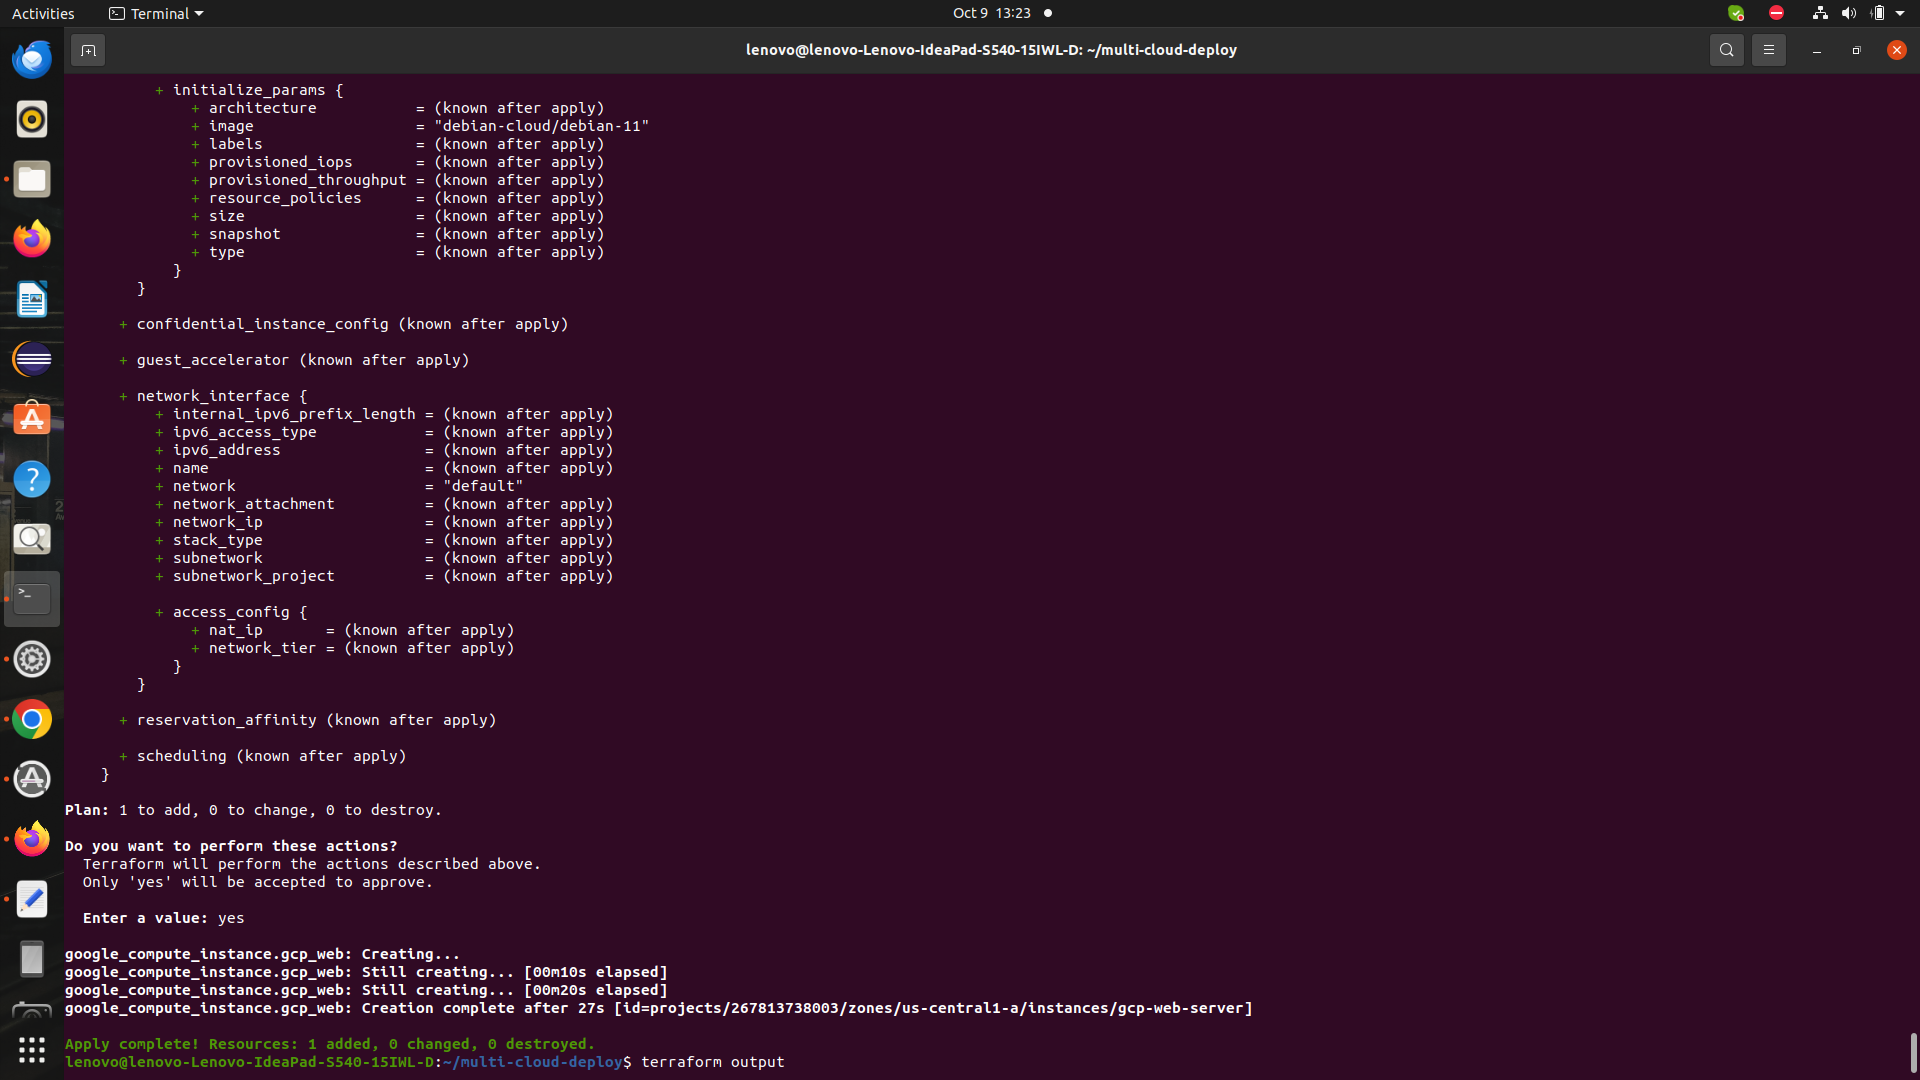 Activities
Terminal
Oct 9 13:23
lenovo@lenovo-Lenovo-IdeaPad-S540-15IWL-D: ~/multi-cloud-deploy
+ initialize_params {
+ architecture = (known after apply)
+ image = "debian-cloud/debian-11"
+ labels = (known after apply)
+ provisioned_iops = (known after apply)
+ provisioned_throughput = (known after apply)
+ resource_policies = (known after apply)
+ size = (known after apply)
+ snapshot = (known after apply)
+ type = (known after apply)
}
}
+ confidential_instance_config (known after apply)
+ guest_accelerator (known after apply)
+ network_interface {
+ internal_ipv6_prefix_length = (known after apply)
+ ipv6_access_type = (known after apply)
+ ipv6_address = (known after apply)
+ name = (known after apply)
+ network = "default"
+ network_attachment = (known after apply)
+ network_ip = (known after apply)
+ stack_type = (known after apply)
+ subnetwork = (known after apply)
+ subnetwork_project = (known after apply)
+ access_config {
+ nat_ip = (known after apply)
+ network_tier = (known after apply)
}
}
+ reservation_affinity (known after apply)
+ scheduling (known after apply)
}
Plan: 1 to add, 0 to change, 0 to destroy.
Do you want to perform these actions?
Terraform will perform the actions described above.
Only 'yes' will be accepted to approve.
Enter a value: yes
google_compute_instance.gcp_web: Creating...
google_compute_instance.gcp_web: Still creating... [00m10s elapsed]
google_compute_instance.gcp_web: Still creating... [00m20s elapsed]
google_compute_instance.gcp_web: Creation complete after 27s [id=projects/267813738003/zones/us-central1-a/instances/gcp-web-server]
Apply complete! Resources: 1 added, 0 changed, 0 destroyed.
lenovo@lenovo-Lenovo-IdeaPad-S540-15IWL-D:~/multi-cloud-deploy$ terraform output